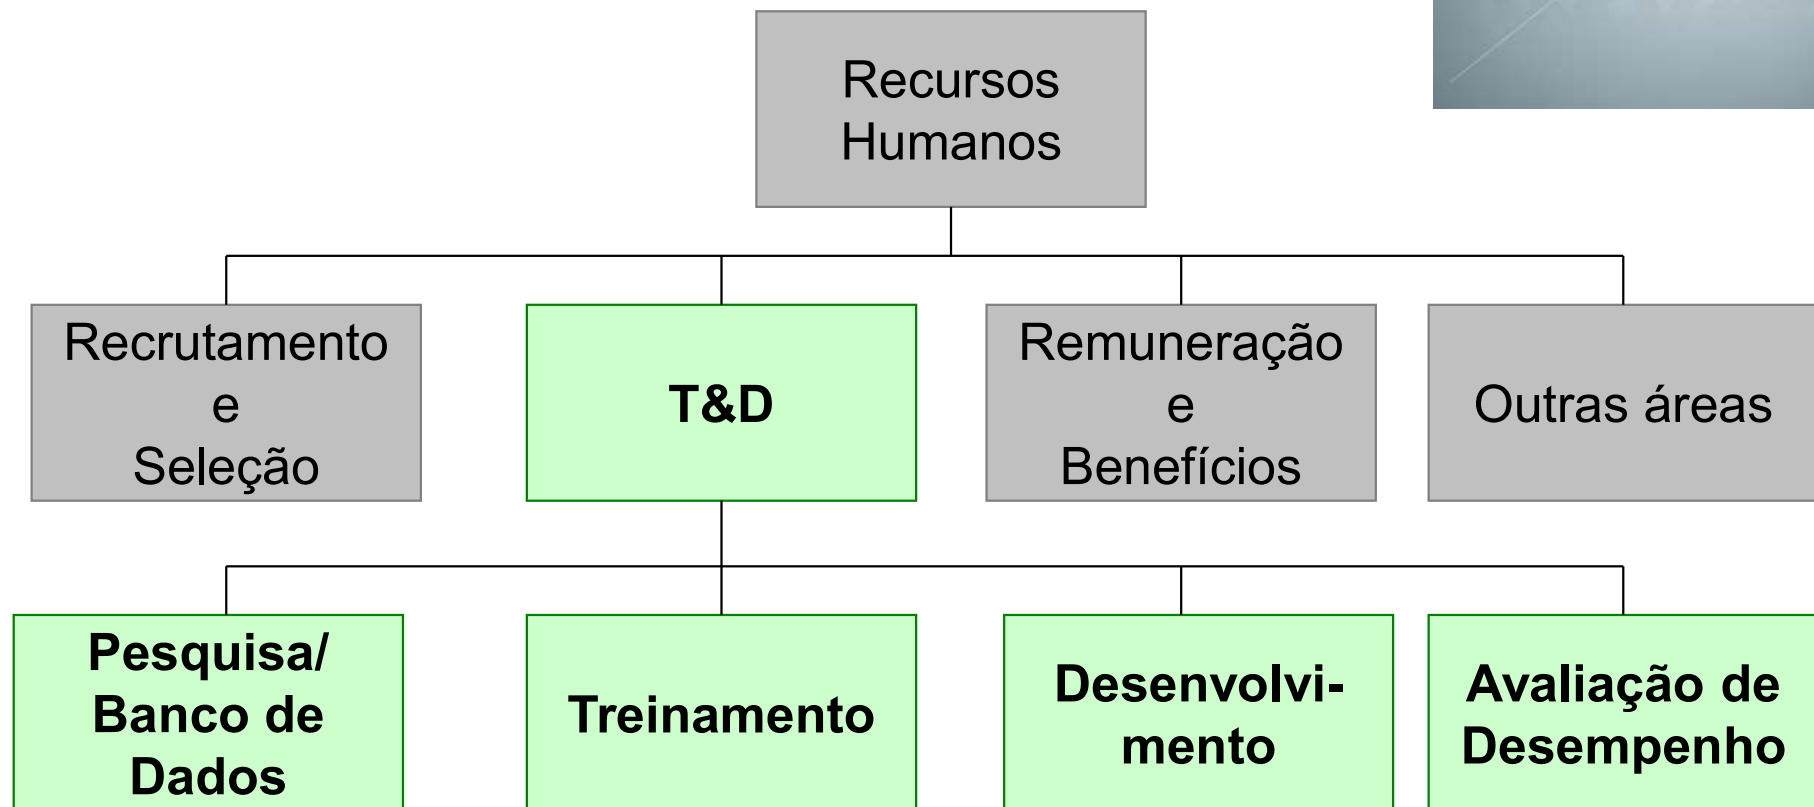 Recursos
Humanos
Recrutamento
e
Seleção
T&D
Remuneração
e
Benefícios
Outras áreas
Pesquisa/
Banco de
Dados
Treinamento
Desenvolvi-
mento
Avaliação de
Desempenho